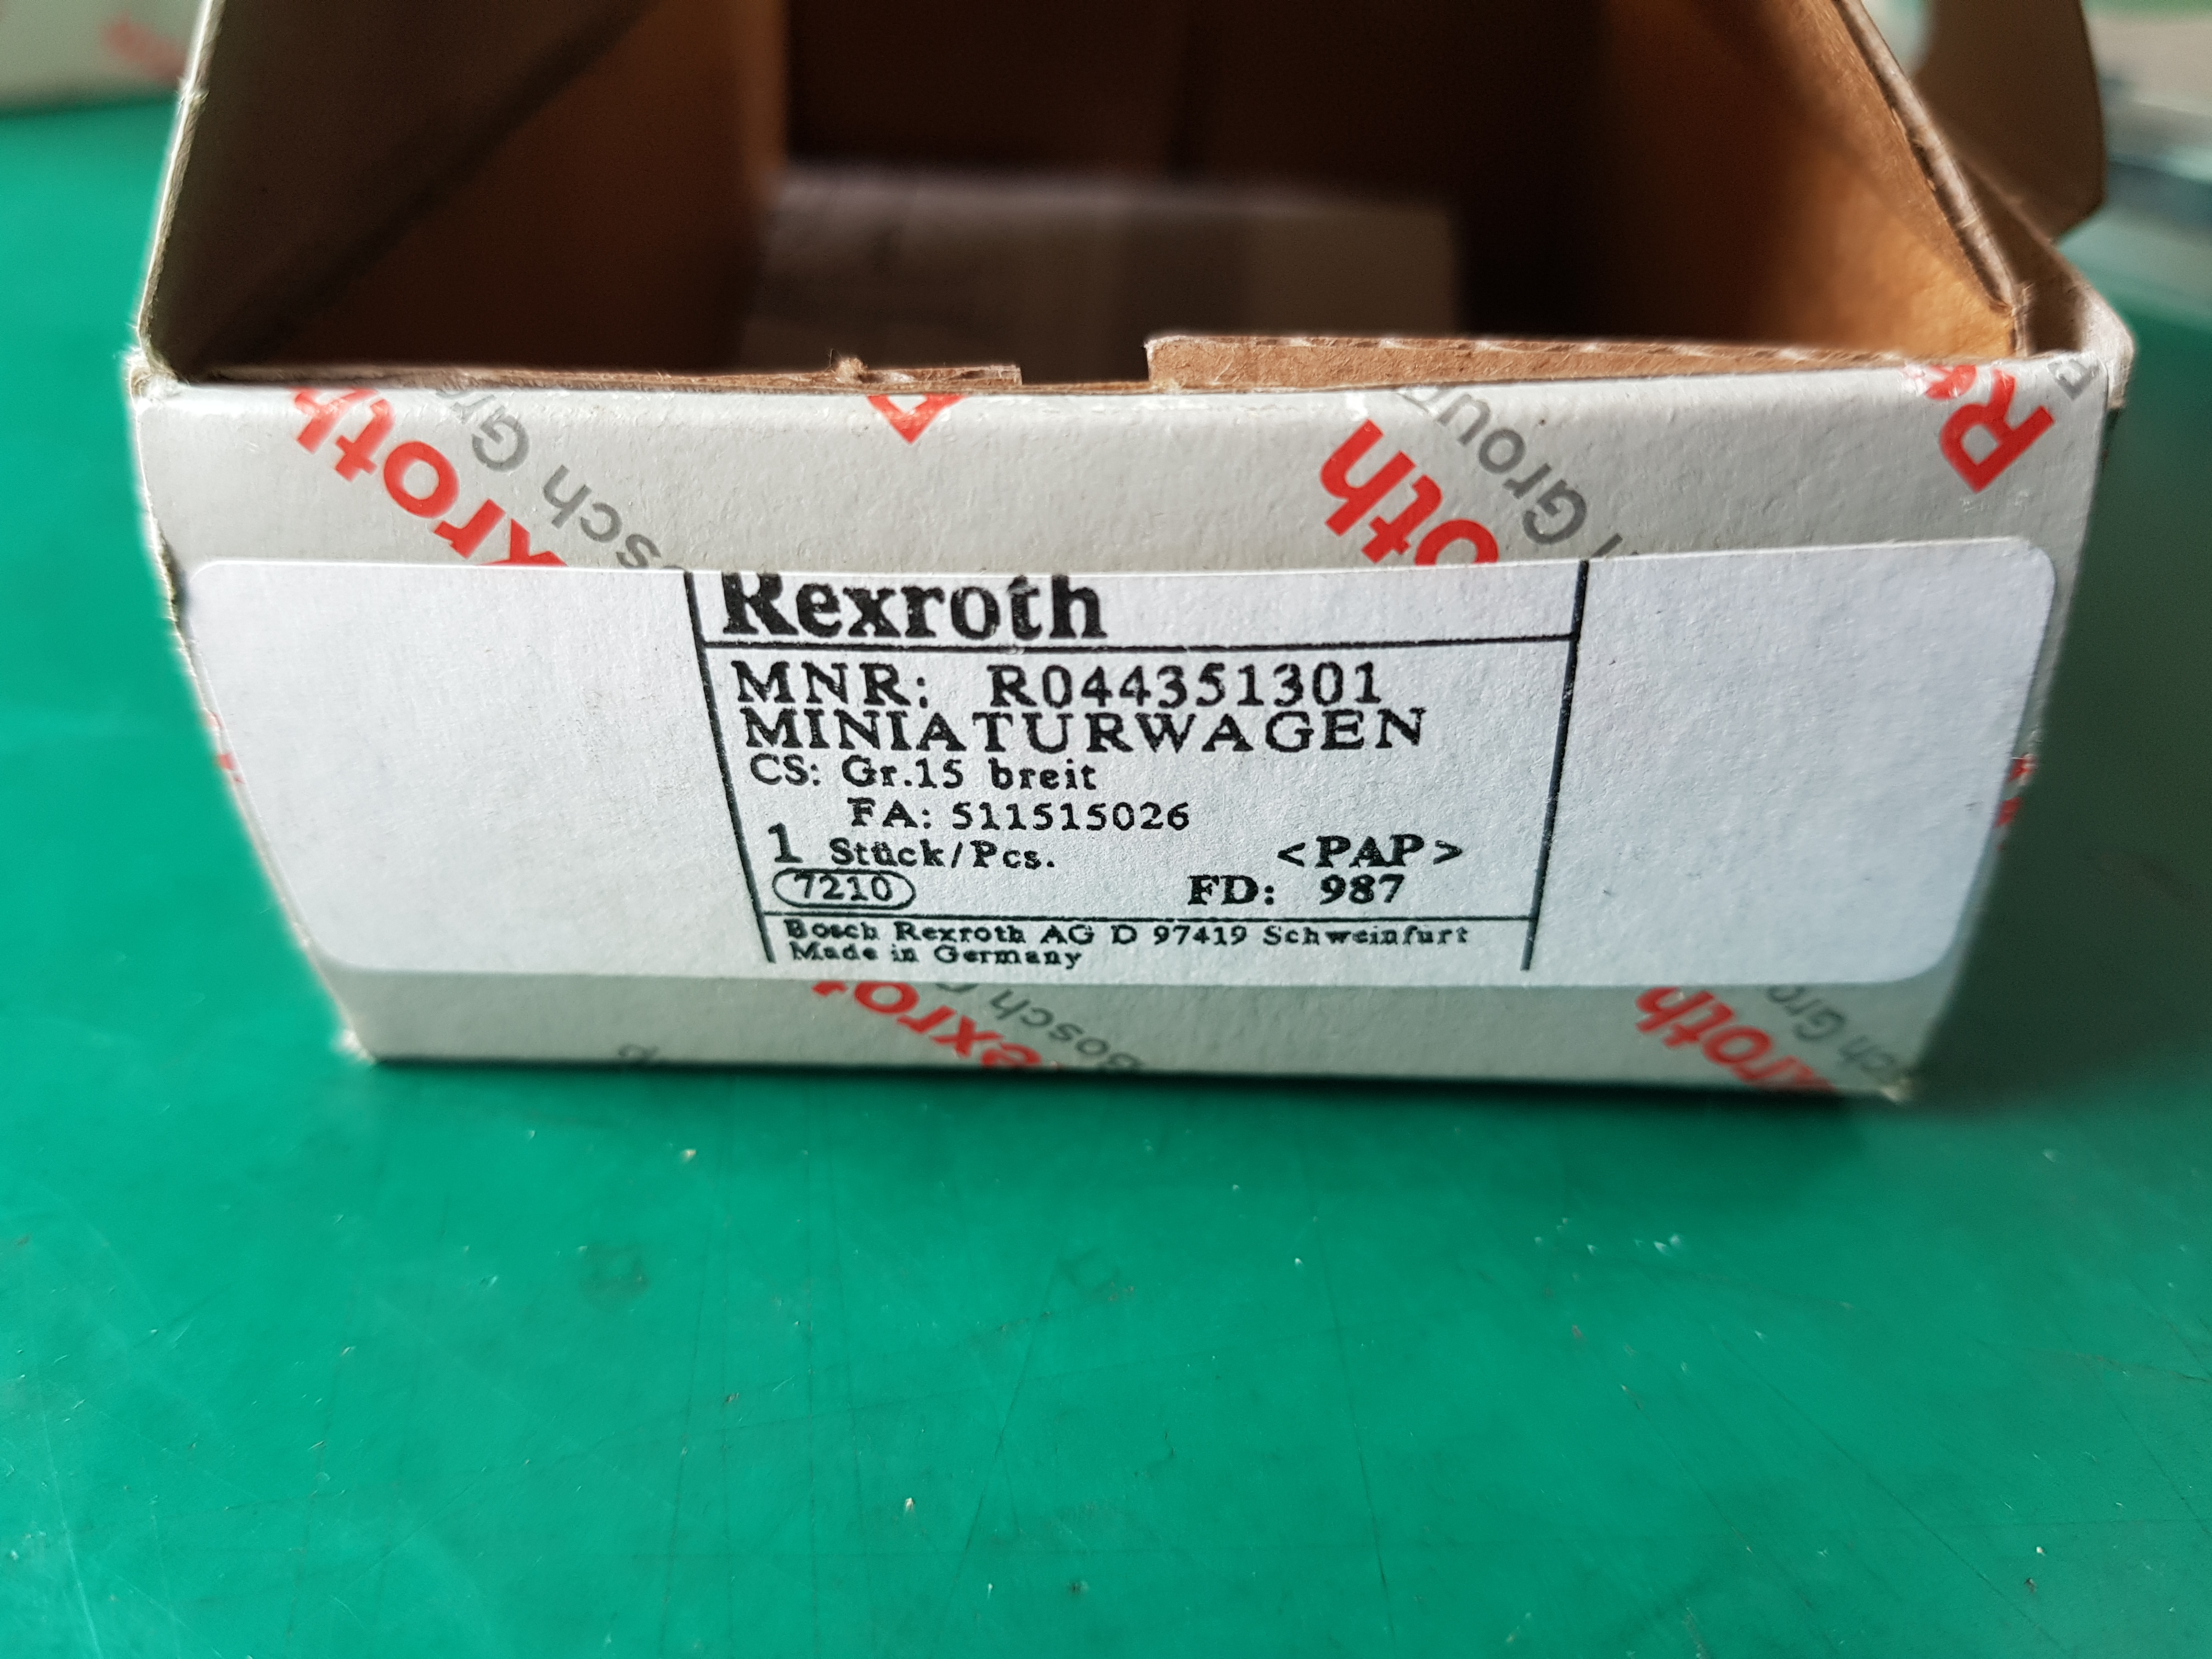 Rexroth
MNR: R044351301
MINIATURWAGEN
CS: Gr.15 breit
FA: 511515026
1 Stück/Pcs. <PAP>
7210 FD: 987
Bosch Rexroth AG D 97419 Schweinfurt
Made in Germany